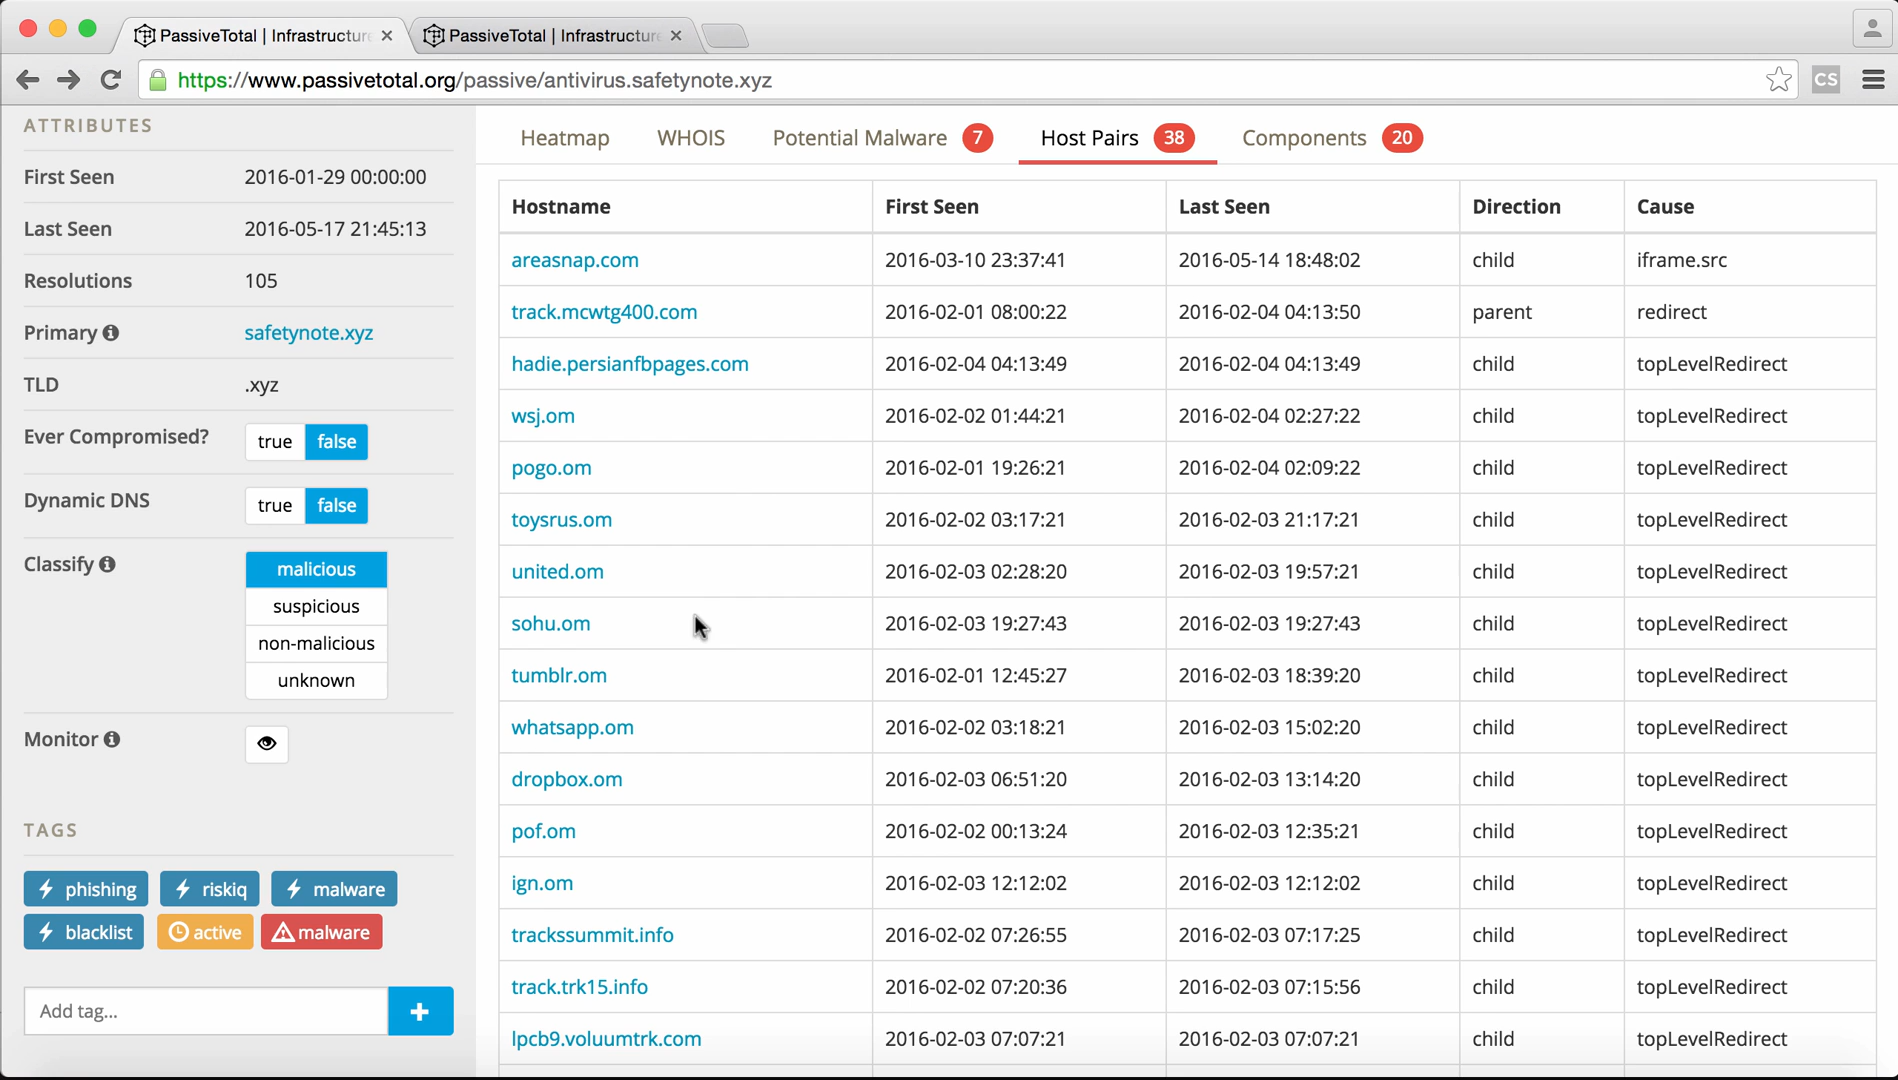 PassiveTotal | Infrastructure
PassiveTotal | Infrastructure
https://www.passivetotal.org/passive/antivirus.safetynote.xyz
CS
ATTRIBUTES
First Seen 2016-01-29 00:00:00
Last Seen 2016-05-17 21:45:13
Resolutions 105
Primary safetynote.xyz
TLD .xyz
Ever Compromised? true false
Dynamic DNS true false
Classify malicious
suspicious
non-malicious
unknown
Monitor
TAGS
phishing riskiq malware
blacklist active malware
Add tag...
Heatmap WHOIS Potential Malware 7 Host Pairs 38 Components 20
Hostname First Seen Last Seen Direction Cause
areasnap.com 2016-03-10 23:37:41 2016-05-14 18:48:02 child iframe.src
track.mcwtg400.com 2016-02-01 08:00:22 2016-02-04 04:13:50 parent redirect
hadie.persianfbpages.com 2016-02-04 04:13:49 2016-02-04 04:13:49 child topLevelRedirect
wsj.om 2016-02-02 01:44:21 2016-02-04 02:27:22 child topLevelRedirect
pogo.om 2016-02-01 19:26:21 2016-02-04 02:09:22 child topLevelRedirect
toysrus.om 2016-02-02 03:17:21 2016-02-03 21:17:21 child topLevelRedirect
united.om 2016-02-03 02:28:20 2016-02-03 19:57:21 child topLevelRedirect
sohu.om 2016-02-03 19:27:43 2016-02-03 19:27:43 child topLevelRedirect
tumblr.om 2016-02-01 12:45:27 2016-02-03 18:39:20 child topLevelRedirect
whatsapp.om 2016-02-02 03:18:21 2016-02-03 15:02:20 child topLevelRedirect
dropbox.om 2016-02-03 06:51:20 2016-02-03 13:14:20 child topLevelRedirect
pof.om 2016-02-02 00:13:24 2016-02-03 12:35:21 child topLevelRedirect
ign.om 2016-02-03 12:12:02 2016-02-03 12:12:02 child topLevelRedirect
trackssummit.info 2016-02-02 07:26:55 2016-02-03 07:17:25 child topLevelRedirect
track.trk15.info 2016-02-02 07:20:36 2016-02-03 07:15:56 child topLevelRedirect
lpcb9.voluumtrk.com 2016-02-03 07:07:21 2016-02-03 07:07:21 child topLevelRedirect